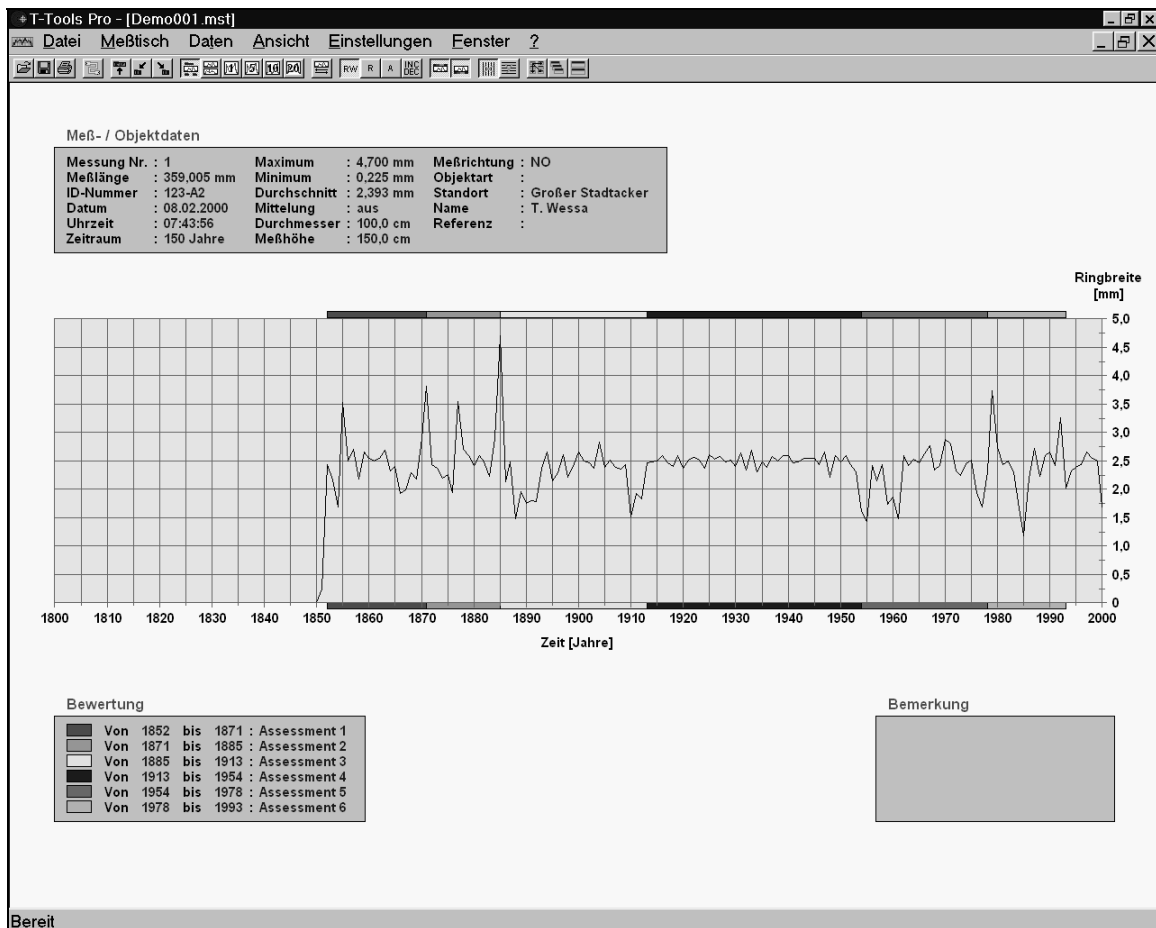 T-Tools Pro - [Demo001.mst]
Datei Meßtisch Daten Ansicht Einstellungen Fenster ?
RW R A INC DEC
Meß- / Objektdaten
Messung Nr. : 1 Maximum : 4,700 mm Meßrichtung : NO
Meßlänge : 359,005 mm Minimum : 0,225 mm Objektart :
ID-Nummer : 123-A2 Durchschnitt : 2,393 mm Standort : Großer Stadtacker
Datum : 08.02.2000 Mittelung : aus Name : T. Wessa
Uhrzeit : 07:43:56 Durchmesser : 100,0 cm Referenz :
Zeitraum : 150 Jahre Meßhöhe : 150,0 cm
Ringbreite
[mm]
5,0
4,5
4,0
3,5
3,0
2,5
2,0
1,5
1,0
0,5
0
1800 1810 1820 1830 1840 1850 1860 1870 1880 1890 1900 1910 1920 1930 1940 1950 1960 1970 1980 1990 2000
Zeit [Jahre]
Bewertung
Von 1852 bis 1871 : Assessment 1
Von 1871 bis 1885 : Assessment 2
Von 1885 bis 1913 : Assessment 3
Von 1913 bis 1954 : Assessment 4
Von 1954 bis 1978 : Assessment 5
Von 1978 bis 1993 : Assessment 6
Bemerkung
Bereit